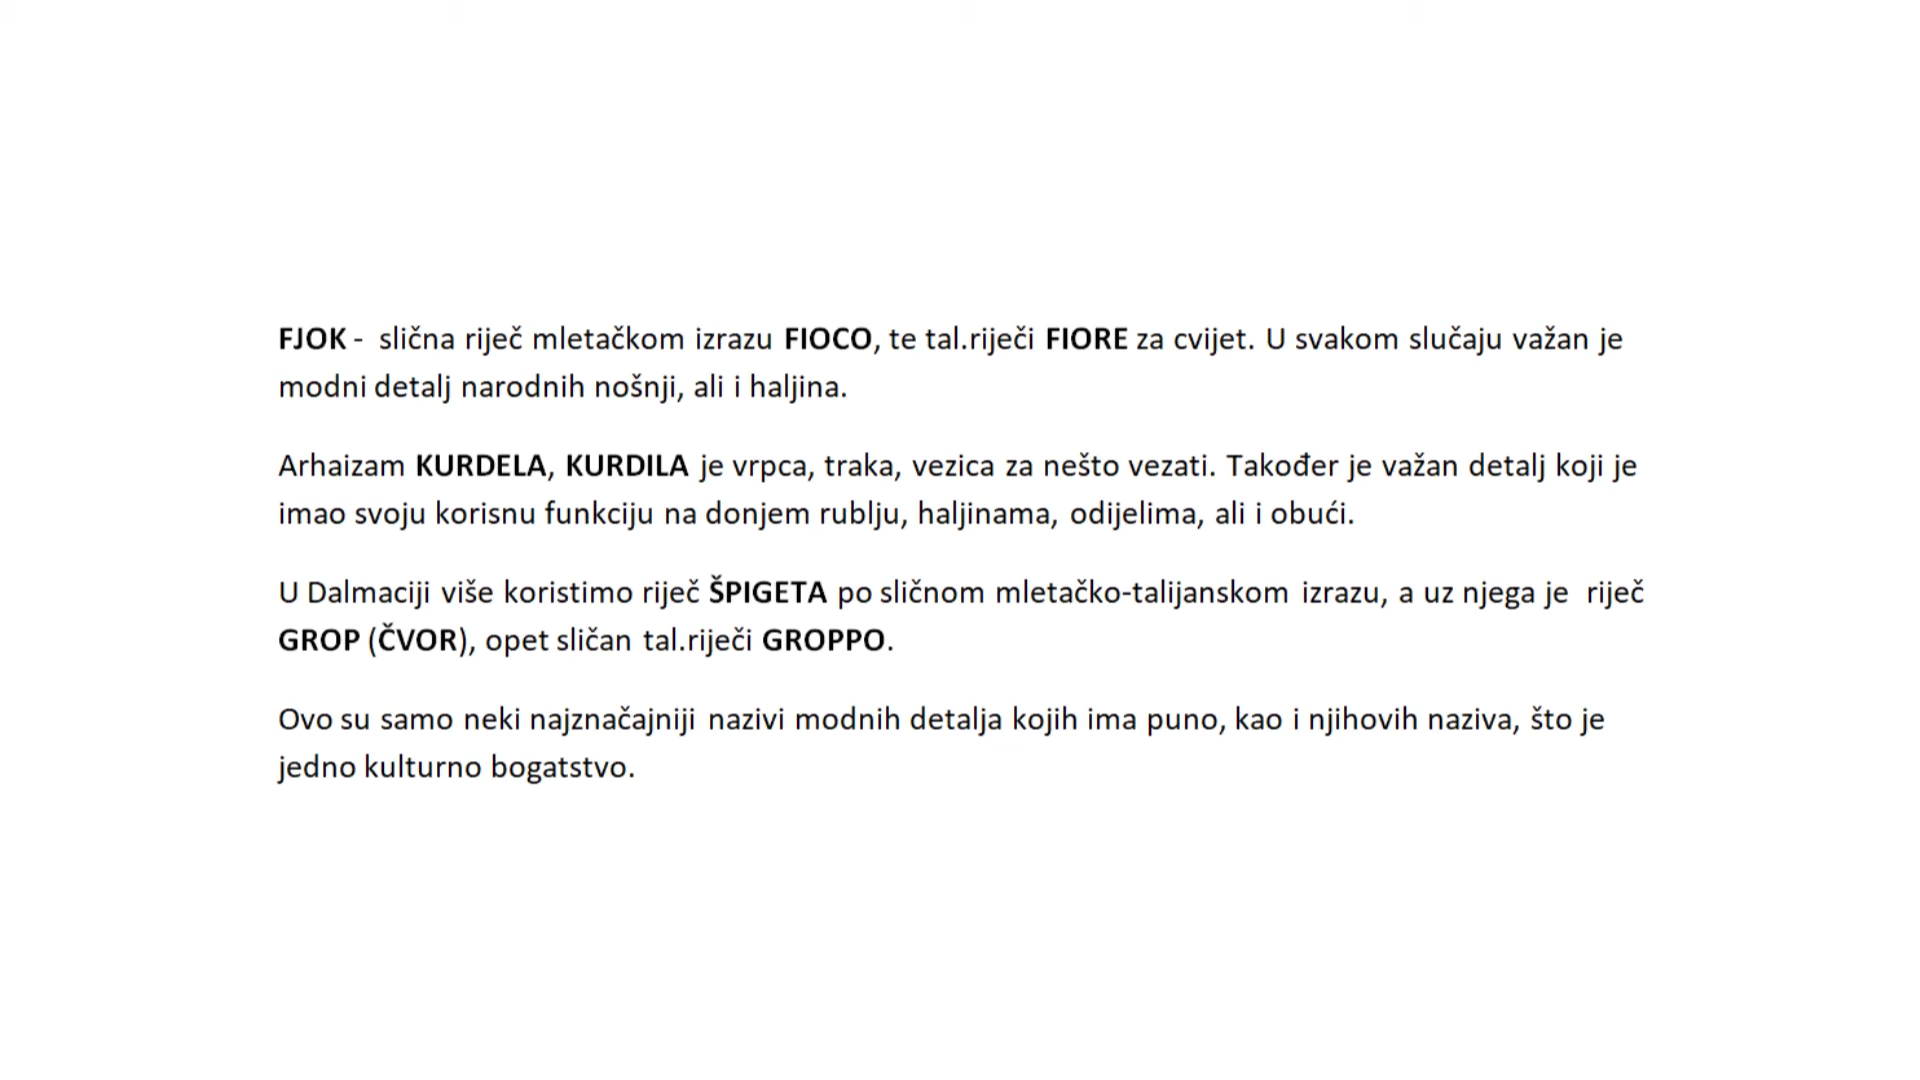 FJOK - slična riječ mletačkom izrazu FIOCO, te tal.riječi FIORE za cvijet. U svakom slučaju važan je
modni detalj narodnih nošnji, ali i haljina.
Arhaizam KURDELA, KURDILA je vrpca, traka, vezica za nešto vezati. Također je važan detalj koji je
imao svoju korisnu funkciju na donjem rublju, haljinama, odijelima, ali i obući.
U Dalmaciji više koristimo riječ ŠPIGETA po sličnom mletačko-talijanskom izrazu, a uz njega je riječ
GROP (ČVOR), opet sličan tal.riječi GROPPO.
Ovo su samo neki najznačajniji nazivi modnih detalja kojih ima puno, kao i njihovih naziva, što je
jedno kulturno bogatstvo.